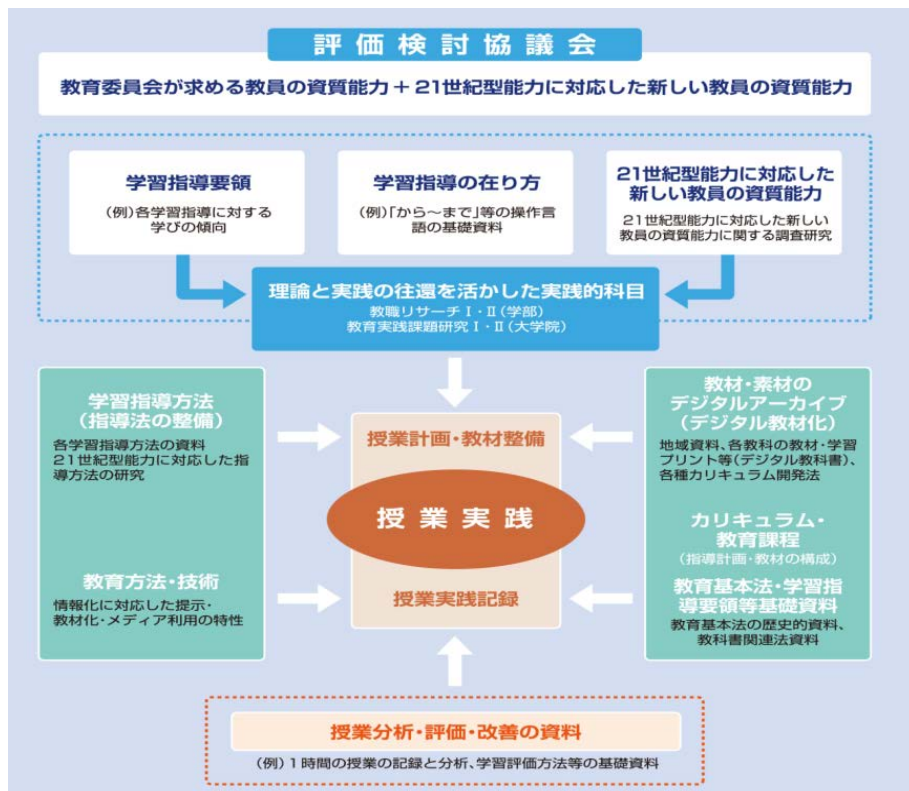 評価検討協議会
教育委員会が求める教員の資質能力＋21世紀型能力に対応した新しい教員の資質能力
学習指導要領
（例）各学習指導に対する
学びの傾向
学習指導の在り方
（例）「から～まで」等の操作言
語の基礎資料
21世紀型能力に対応した
新しい教員の資質能力
21世紀型能力に対応した新しい
教員の資質能力に関する調査研究
理論と実践の往還を活かした実践的科目
教職リサーチⅠ・Ⅱ（学部）
教育実践課題研究Ⅰ・Ⅱ（大学院）
学習指導方法
（指導法の整備）
各学習指導方法の資料
21世紀型能力に対応した指
導方法の研究
教育方法・技術
情報化に対応した提示・
教材化・メディア利用の特性
授業計画・教材整備
授業実践
授業実践記録
教材・素材の
デジタルアーカイブ
（デジタル教材化）
地域資料、各教科の教材・学習
プリント等（デジタル教科書）、
各種カリキュラム開発法
カリキュラム・
教育課程
（指導計画・教材の構成）
教育基本法・学習指
導要領等基礎資料
教育基本法の歴史的資料、
教科書関連法資料
授業分析・評価・改善の資料
（例）1時間の授業の記録と分析、学習評価方法等の基礎資料